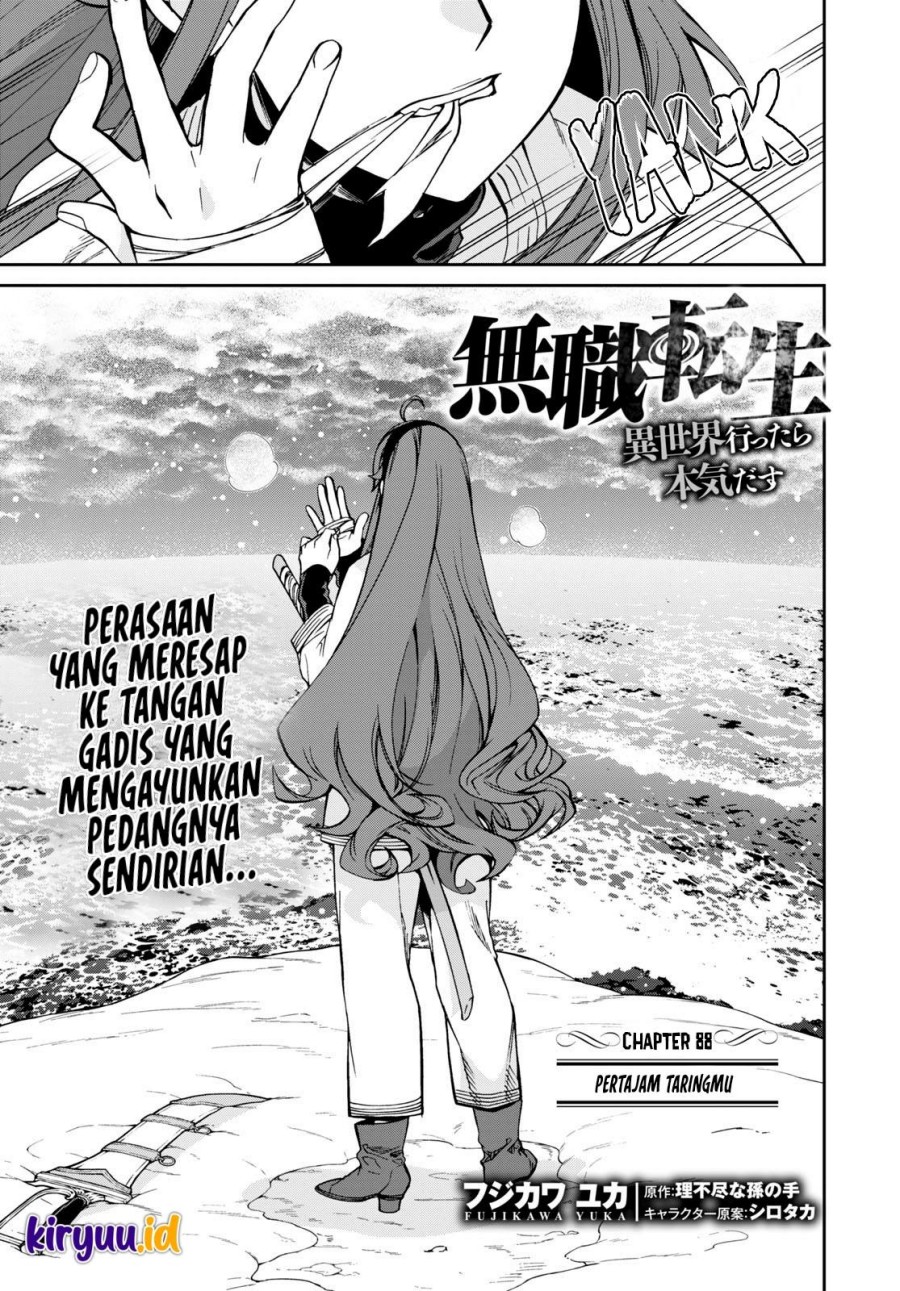 YANK
無職転生
異世界行ったら
本気だす
PERASAAN
YANG MERESAP
KE TANGAN
GADIS YANG
MENGAYUNKAN
PEDANGNYA
SENDIRIAN...
CHAPTER 88
PERTAJAM TARINGMU
フジカワ ユカ
FUJIKAWA YUKA
原作:理不尽な孫の手
キャラクター原案:シロタカ
kiryuu.id